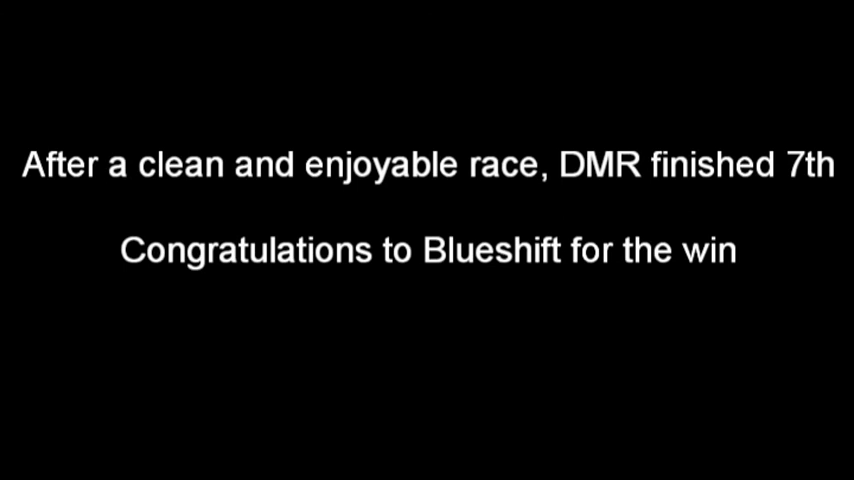 After a clean and enjoyable race, DMR finished 7th
Congratulations to Blueshift for the win